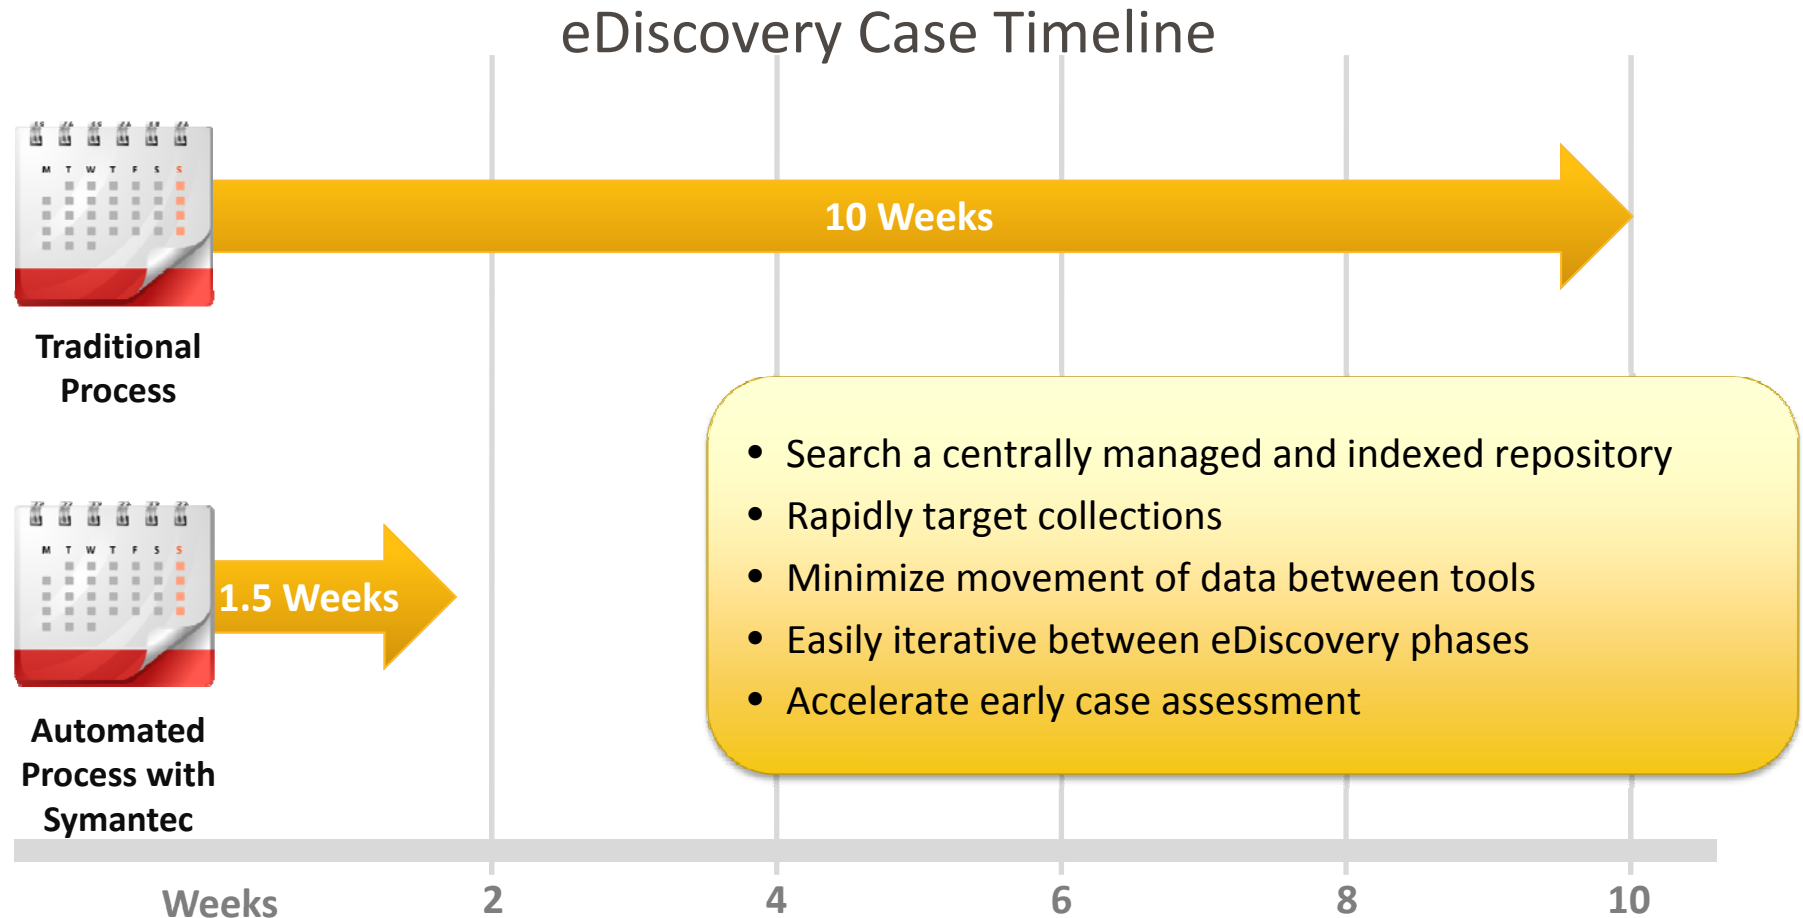 eDiscovery Case Timeline
M T W T F S S
10 Weeks
Traditional
Process
• Search a centrally managed and indexed repository
• Rapidly target collections
• Minimize movement of data between tools
• Easily iterative between eDiscovery phases
• Accelerate early case assessment
M T W T F S S
1.5 Weeks
Automated
Process with
Symantec
Weeks 2 4 6 8 10